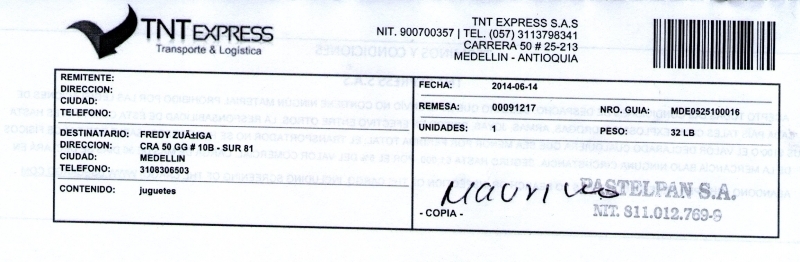 TNT EXPRESS
Transporte & Logística
TNT EXPRESS S.A.S
NIT. 900700357 | TEL. (057) 3113798341
CARRERA 50 # 25-213
MEDELLIN - ANTIOQUIA
REMITENTE:
DIRECCION:
CIUDAD:
TELEFONO:
DESTINATARIO: FREDY ZUÃ±IGA
DIRECCION: CRA 50 GG # 10B - SUR 81
CIUDAD: MEDELLIN
TELEFONO: 3108306503
CONTENIDO: juguetes
FECHA: 2014-06-14
REMESA: 00091217 NRO. GUIA: MDE0525100016
UNIDADES: 1 PESO: 32 LB
- COPIA -
PASTELPAN S.A.
NIT. 811.012.769-9